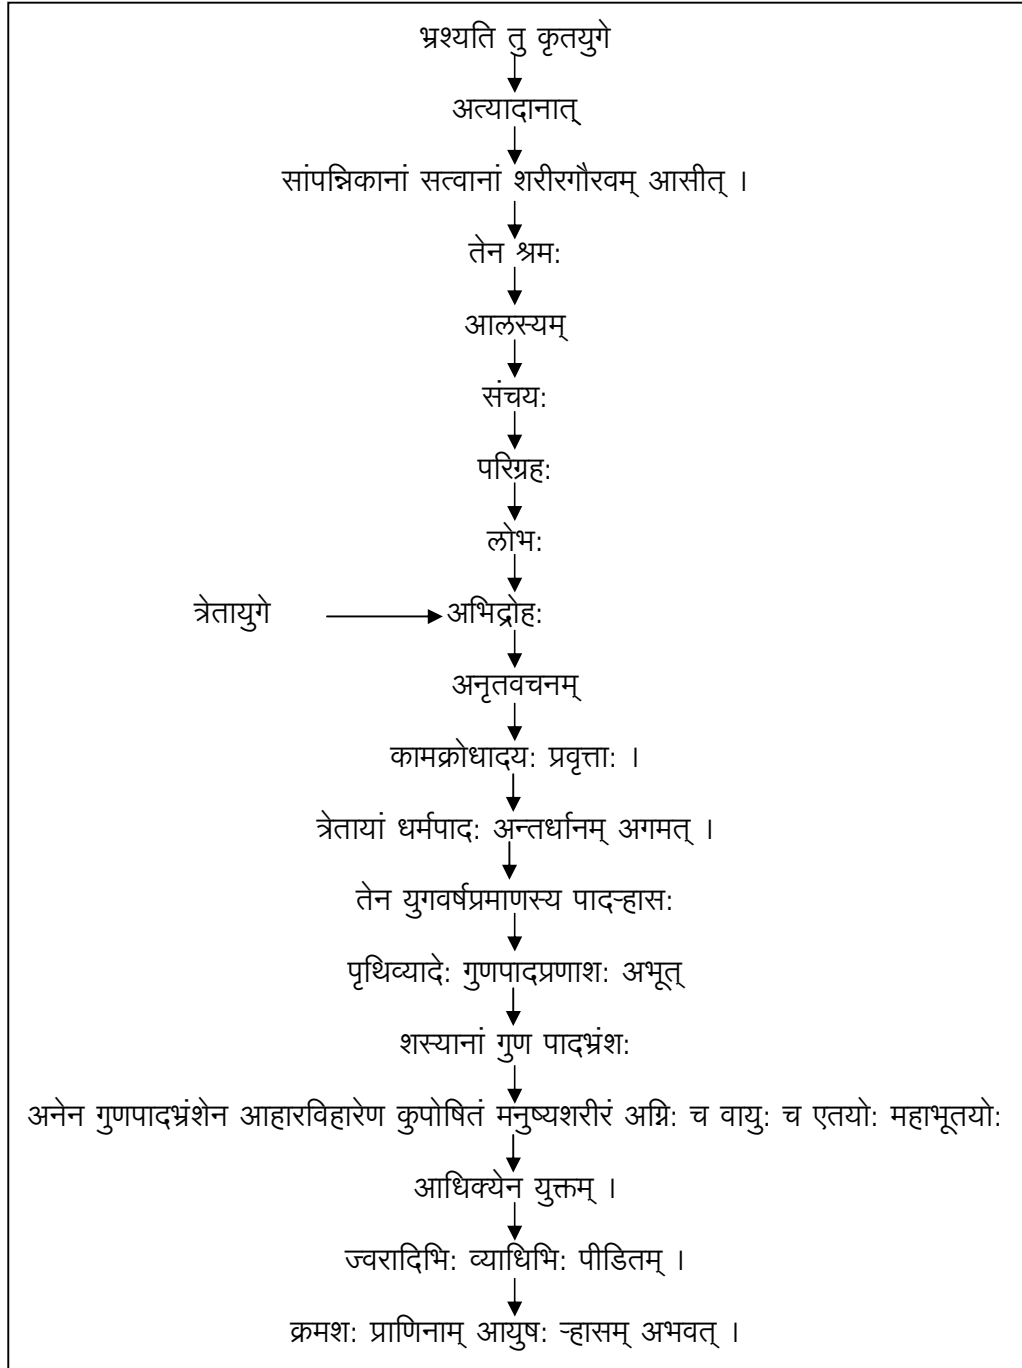 भ्रश्यति तु कृतयुगे
अत्यादानात्
सांपन्निकानां सत्वानां शरीरगौरवम् आसीत् ।
तेन श्रम:
आलस्यम्
संचय:
परिग्रह:
लोभ:
त्रेतायुगे अभिद्रोह:
अनृतवचनम्
कामक्रोधादय: प्रवृत्ता: ।
त्रेतायां धर्मपाद: अन्तर्धानम् अगमत् ।
तेन युगवर्षप्रमाणस्य पादऱ्हास:
पृथिव्यादे: गुणपादप्रणाश: अभूत्
शस्यानां गुण पादभ्रंश:
अनेन गुणपादभ्रंशेन आहारविहारेण कुपोषितं मनुष्यशरीरं अग्नि: च वायु: च एतयो: महाभूतयो:
आधिक्येन युक्तम् ।
ज्वरादिभि: व्याधिभि: पीडितम् ।
क्रमश: प्राणिनाम् आयुष: ऱ्हासम् अभवत् ।